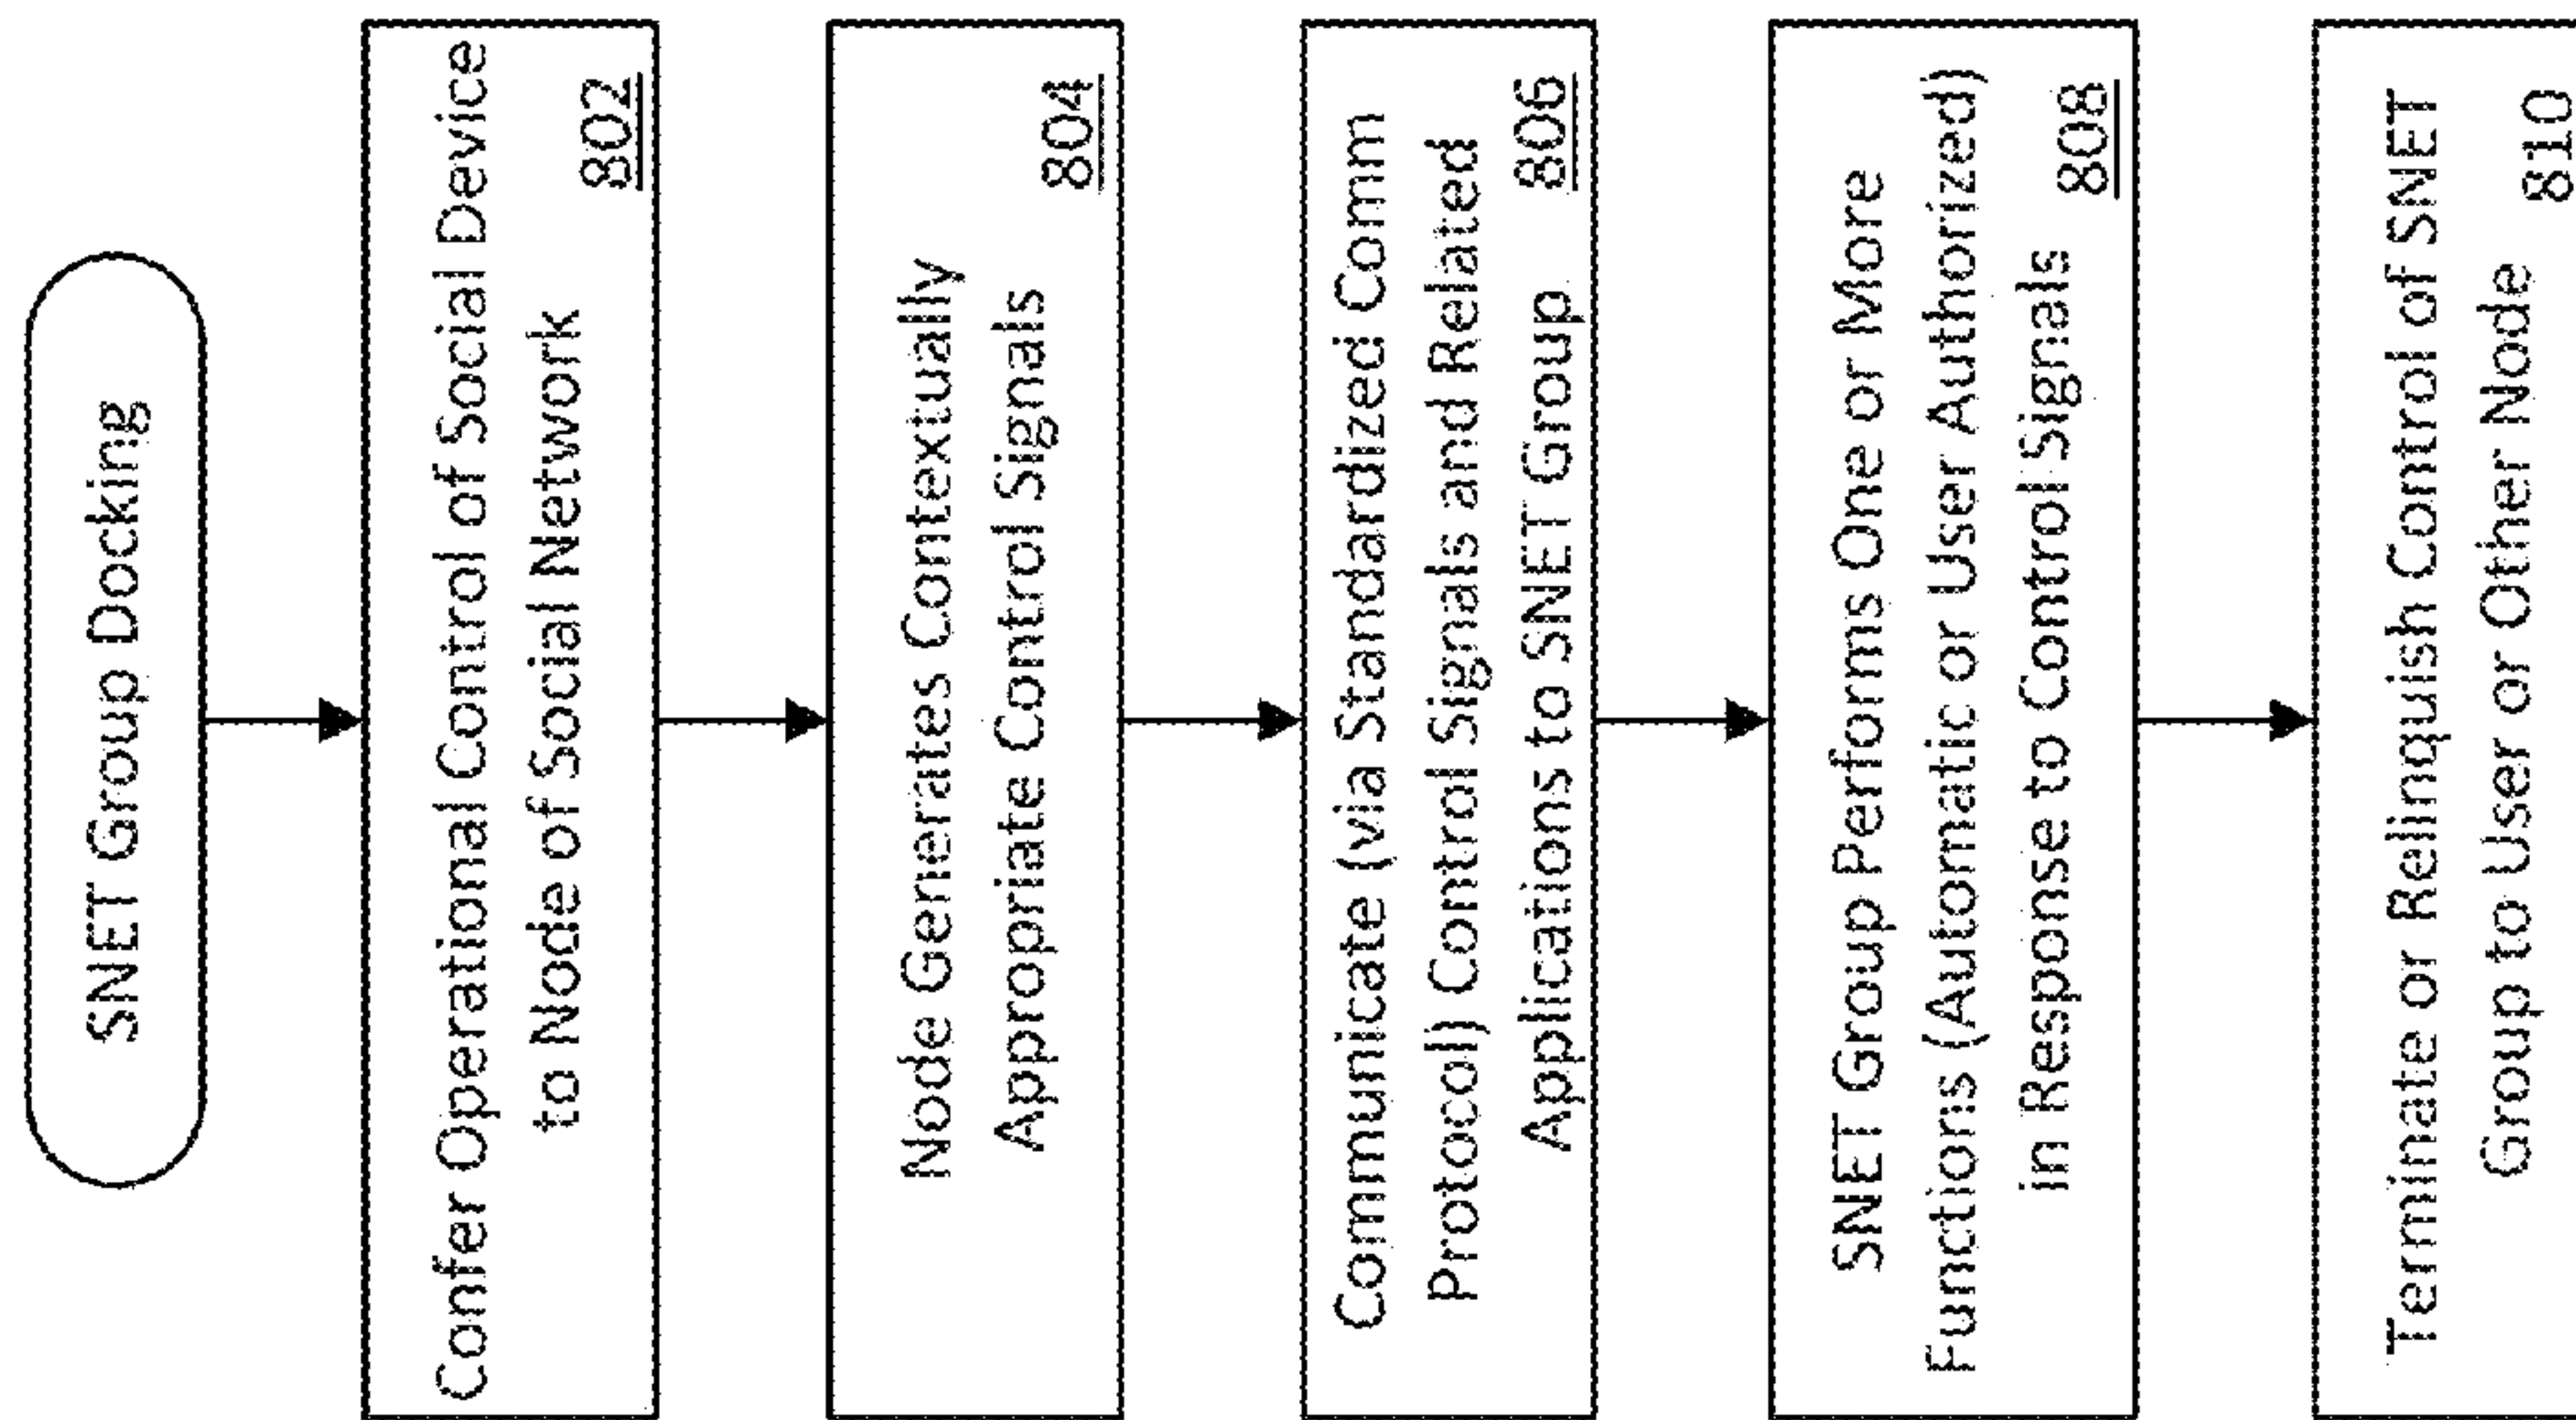 SNET Group Docking
Confer Operational Control of Social Device
to Node of Social Network
802
Node Generates Contextually
Appropriate Control Signals
804
Communicate (via Standardized Comm
Protocol) Control Signals and Related
Applications to SNET Group 806
SNET Group Performs One or More
Functions (Automatic or User Authorized)
in Response to Control Signals
808
Terminate or Relinquish Control of SNET
Group to User or Other Node
810